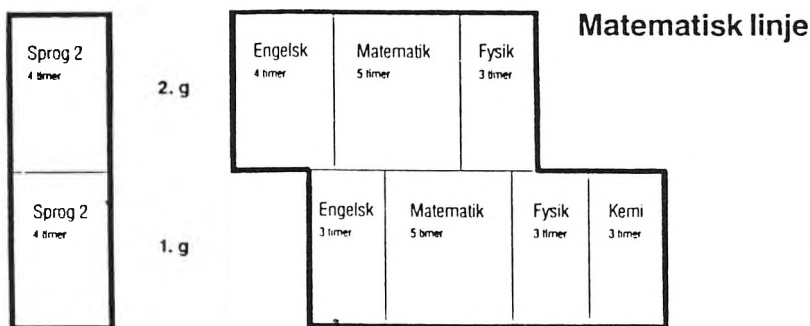 Matematisk linje
Sprog 2
4 timer
2. g
Engelsk
4 timer
Matematik
5 timer
Fysik
3 timer
Sprog 2
4 timer
1. g
Engelsk
3 timer
Matematik
5 timer
Fysik
3 timer
Kemi
3 timer